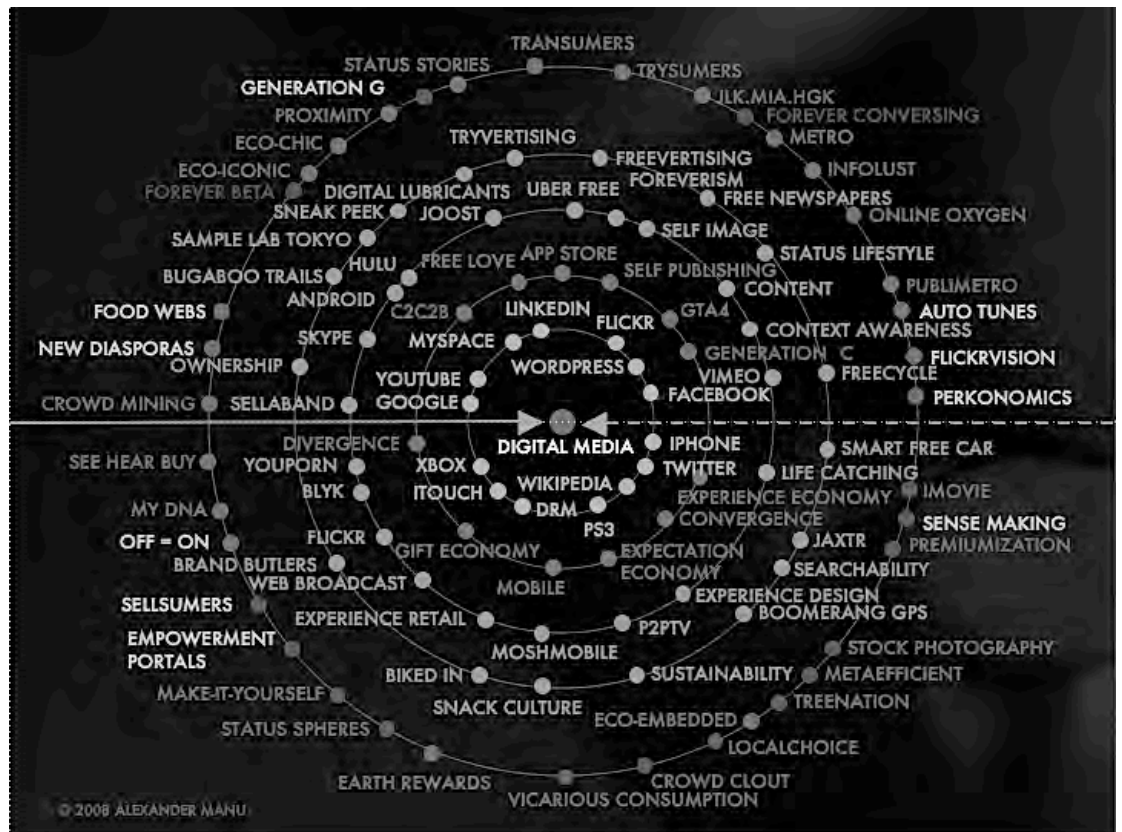 TRANSUMERS
STATUS STORIES
TRYSUMERS
GENERATION G
JLK.MIA.HGK
PROXIMITY
FOREVER CONVERSING
TRYVERTISING
METRO
ECO-CHIC
FREEVERTISING
ECO-ICONIC
INFOLUST
FOREVERISM
FOREVER BETA
DIGITAL LUBRICANTS
UBER FREE
FREE NEWSPAPERS
SNEAK PEEK
JOOST
ONLINE OXYGEN
SAMPLE LAB TOKYO
SELF IMAGE
STATUS LIFESTYLE
HULU
FREE LOVE
APP STORE
BUGABOO TRAILS
SELF PUBLISHING
PUBLIMETRO
ANDROID
CONTENT
FOOD WEBS
C2C2B
LINKEDIN
GTA4
AUTO TUNES
FLICKR
CONTEXT AWARENESS
SKYPE
MYSPACE
NEW DIASPORAS
GENERATION C
FLICKRVISION
OWNERSHIP
WORDPRESS
YOUTUBE
VIMEO
FREECYCLE
CROWD MINING
SELLABAND
GOOGLE
FACEBOOK
PERKONOMICS
DIVERGENCE
DIGITAL MEDIA
IPHONE
SMART FREE CAR
SEE HEAR BUY
YOUPORN
XBOX
TWITTER
LIFE CATCHING
BLYK
ITOUCH
WIKIPEDIA
EXPERIENCE ECONOMY
IMOVIE
MY DNA
DRM
CONVERGENCE
PS3
SENSE MAKING
OFF = ON
FLICKR
JAXTR
PREMIUMIZATION
GIFT ECONOMY
EXPECTATION
ECONOMY
BRAND BUTLERS
SEARCHABILITY
WEB BROADCAST
MOBILE
EXPERIENCE DESIGN
SELLSUMERS
BOOMERANG GPS
EXPERIENCE RETAIL
P2PTV
EMPOWERMENT
PORTALS
MOSHMOBILE
STOCK PHOTOGRAPHY
BIKED IN
SUSTAINABILITY
METAEFFICIENT
MAKE-IT-YOURSELF
SNACK CULTURE
TREENATION
STATUS SPHERES
ECO-EMBEDDED
LOCALCHOICE
EARTH REWARDS
CROWD CLOUT
VICARIOUS CONSUMPTION
© 2008 ALEXANDER MANU